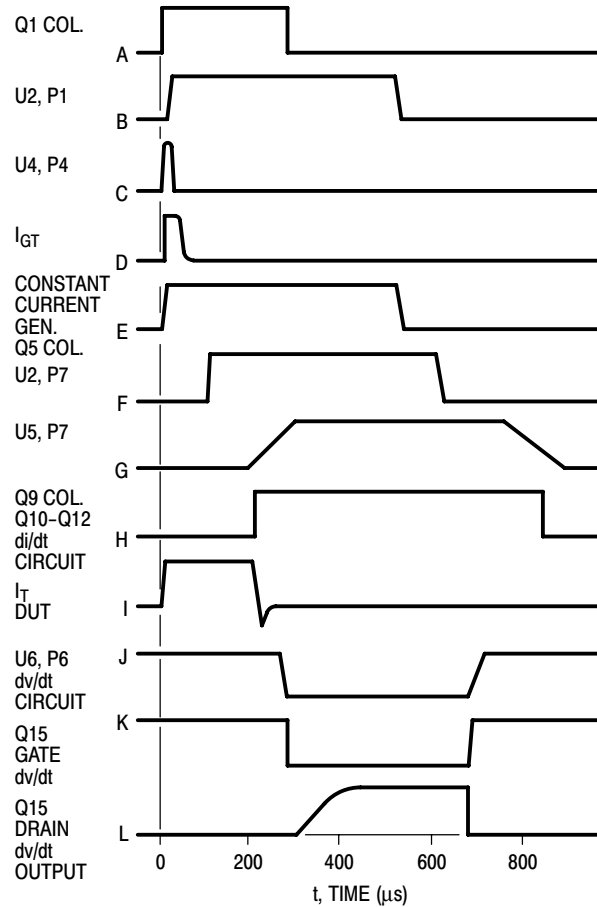 Q1 COL.
A
U2, P1
B
U4, P4
C
IGT
D
CONSTANT
CURRENT
GEN.
E
Q5 COL.
U2, P7
F
U5, P7
G
Q9 COL.
Q10-Q12
di/dt
CIRCUIT
H
IT
DUT
I
U6, P6
dv/dt
CIRCUIT
J
Q15
GATE
dv/dt
K
Q15
DRAIN
dv/dt
OUTPUT
L
0 200 400 600 800
t, TIME (μs)